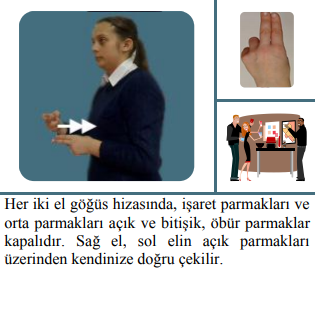 Her iki el göğüs hizasında, işaret parmakları ve
orta parmakları açık ve bitişik, öbür parmaklar
kapalıdır. Sağ el, sol elin açık parmakları
üzerinden kendinize doğru çekilir.